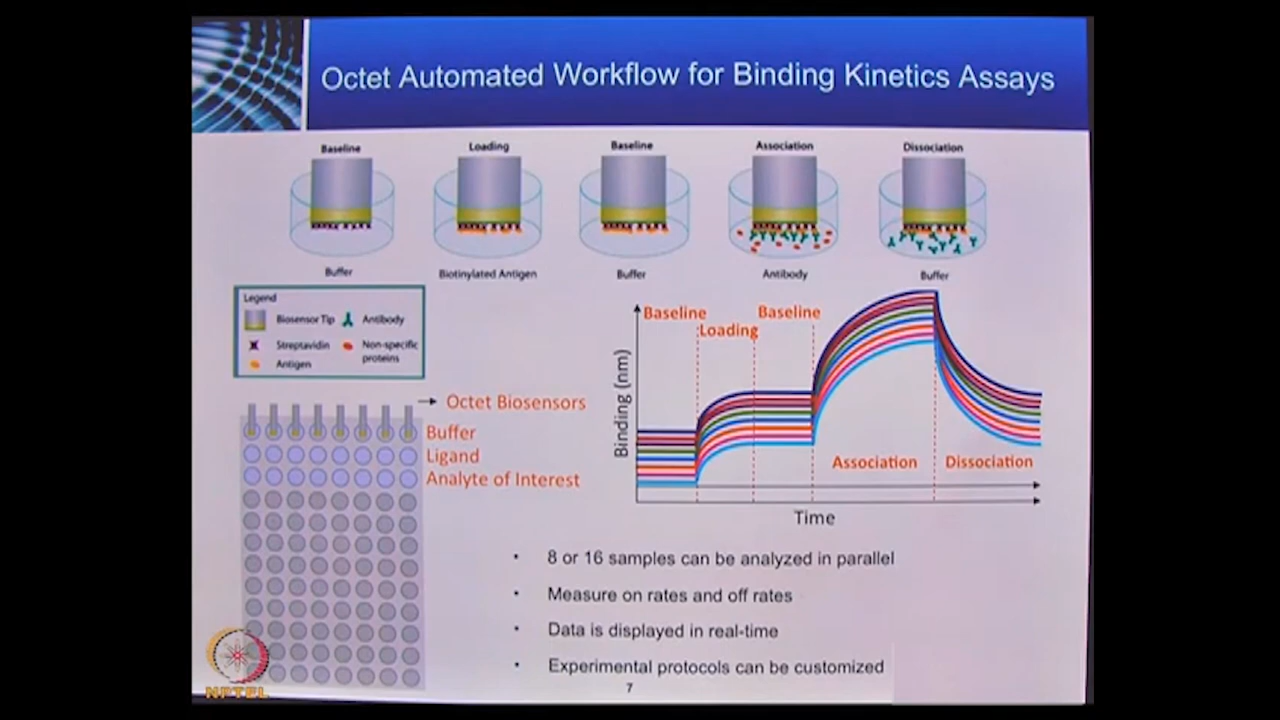 Octet Automated Workflow for Binding Kinetics Assays
Baseline
Loading
Baseline
Association
Dissociation
Buffer
Biotinylated Antigen
Buffer
Antibody
Buffer
Legend
Biosensor Tip
Antibody
Streptavidin
Non-specific
proteins
Antigen
Octet Biosensors
Buffer
Ligand
Analyte of Interest
Baseline
Loading
Baseline
Association
Dissociation
Binding (nm)
Time
• 8 or 16 samples can be analyzed in parallel
• Measure on rates and off rates
• Data is displayed in real-time
• Experimental protocols can be customized
7
NPTEL